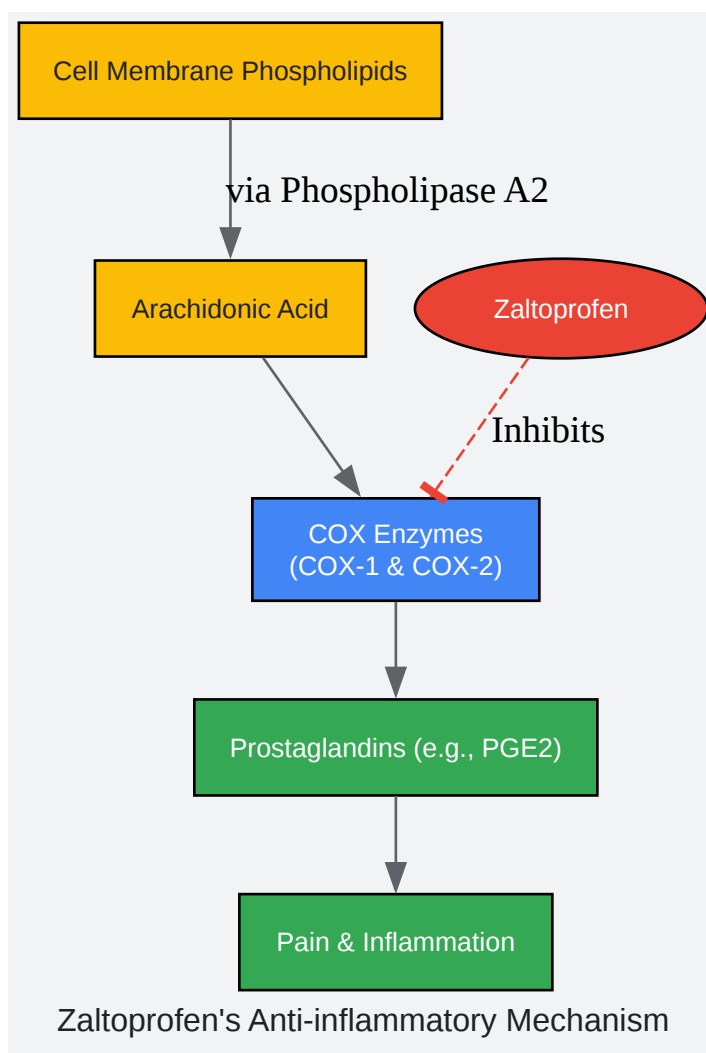 Cell Membrane Phospholipids
via Phospholipase A2
Arachidonic Acid
Zaltoprofen
Inhibits
COX Enzymes
(COX-1 & COX-2)
Prostaglandins (e.g., PGE2)
Pain & Inflammation
Zaltoprofen's Anti-inflammatory Mechanism